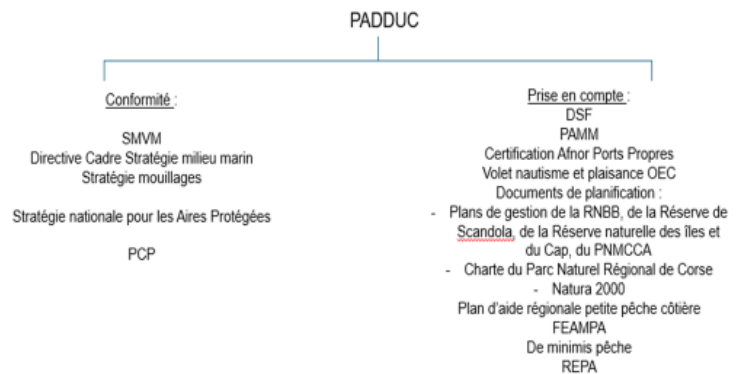 PADDUC
Conformité :
SMVM
Directive Cadre Stratégie milieu marin
Stratégie mouillages
Stratégie nationale pour les Aires Protégées
PCP
Prise en compte :
DSF
PAMM
Certification Afnor Ports Propres
Volet nautisme et plaisance OEC
Documents de planification :
- Plans de gestion de la RNBB, de la Réserve de
Scandola, de la Réserve naturelle des îles et
du Cap, du PNMCCA
- Charte du Parc Naturel Régional de Corse
- Natura 2000
Plan d'aide régionale petite pêche côtière
FEAMPA
De minimis pêche
REPA